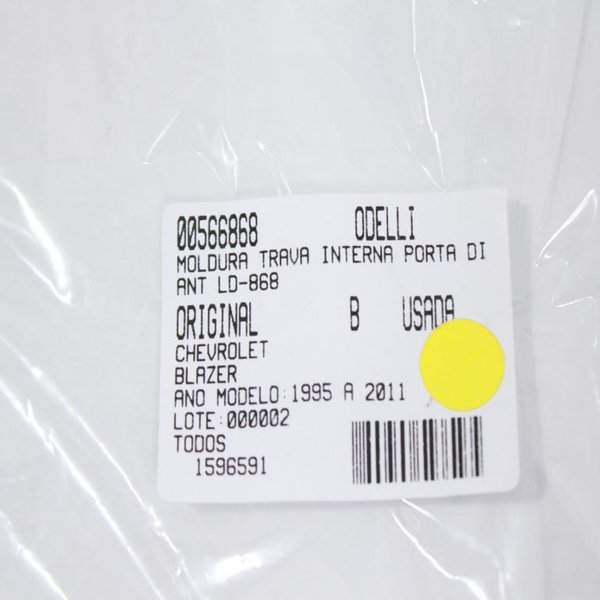 00566868 ODELLI
MOLDURA TRAVA INTERNA PORTA DI
ANT LD-868
ORIGINAL B USADA
CHEVROLET
BLAZER
ANO MODELO:1995 A 2011
LOTE:000002
TODOS
1596591